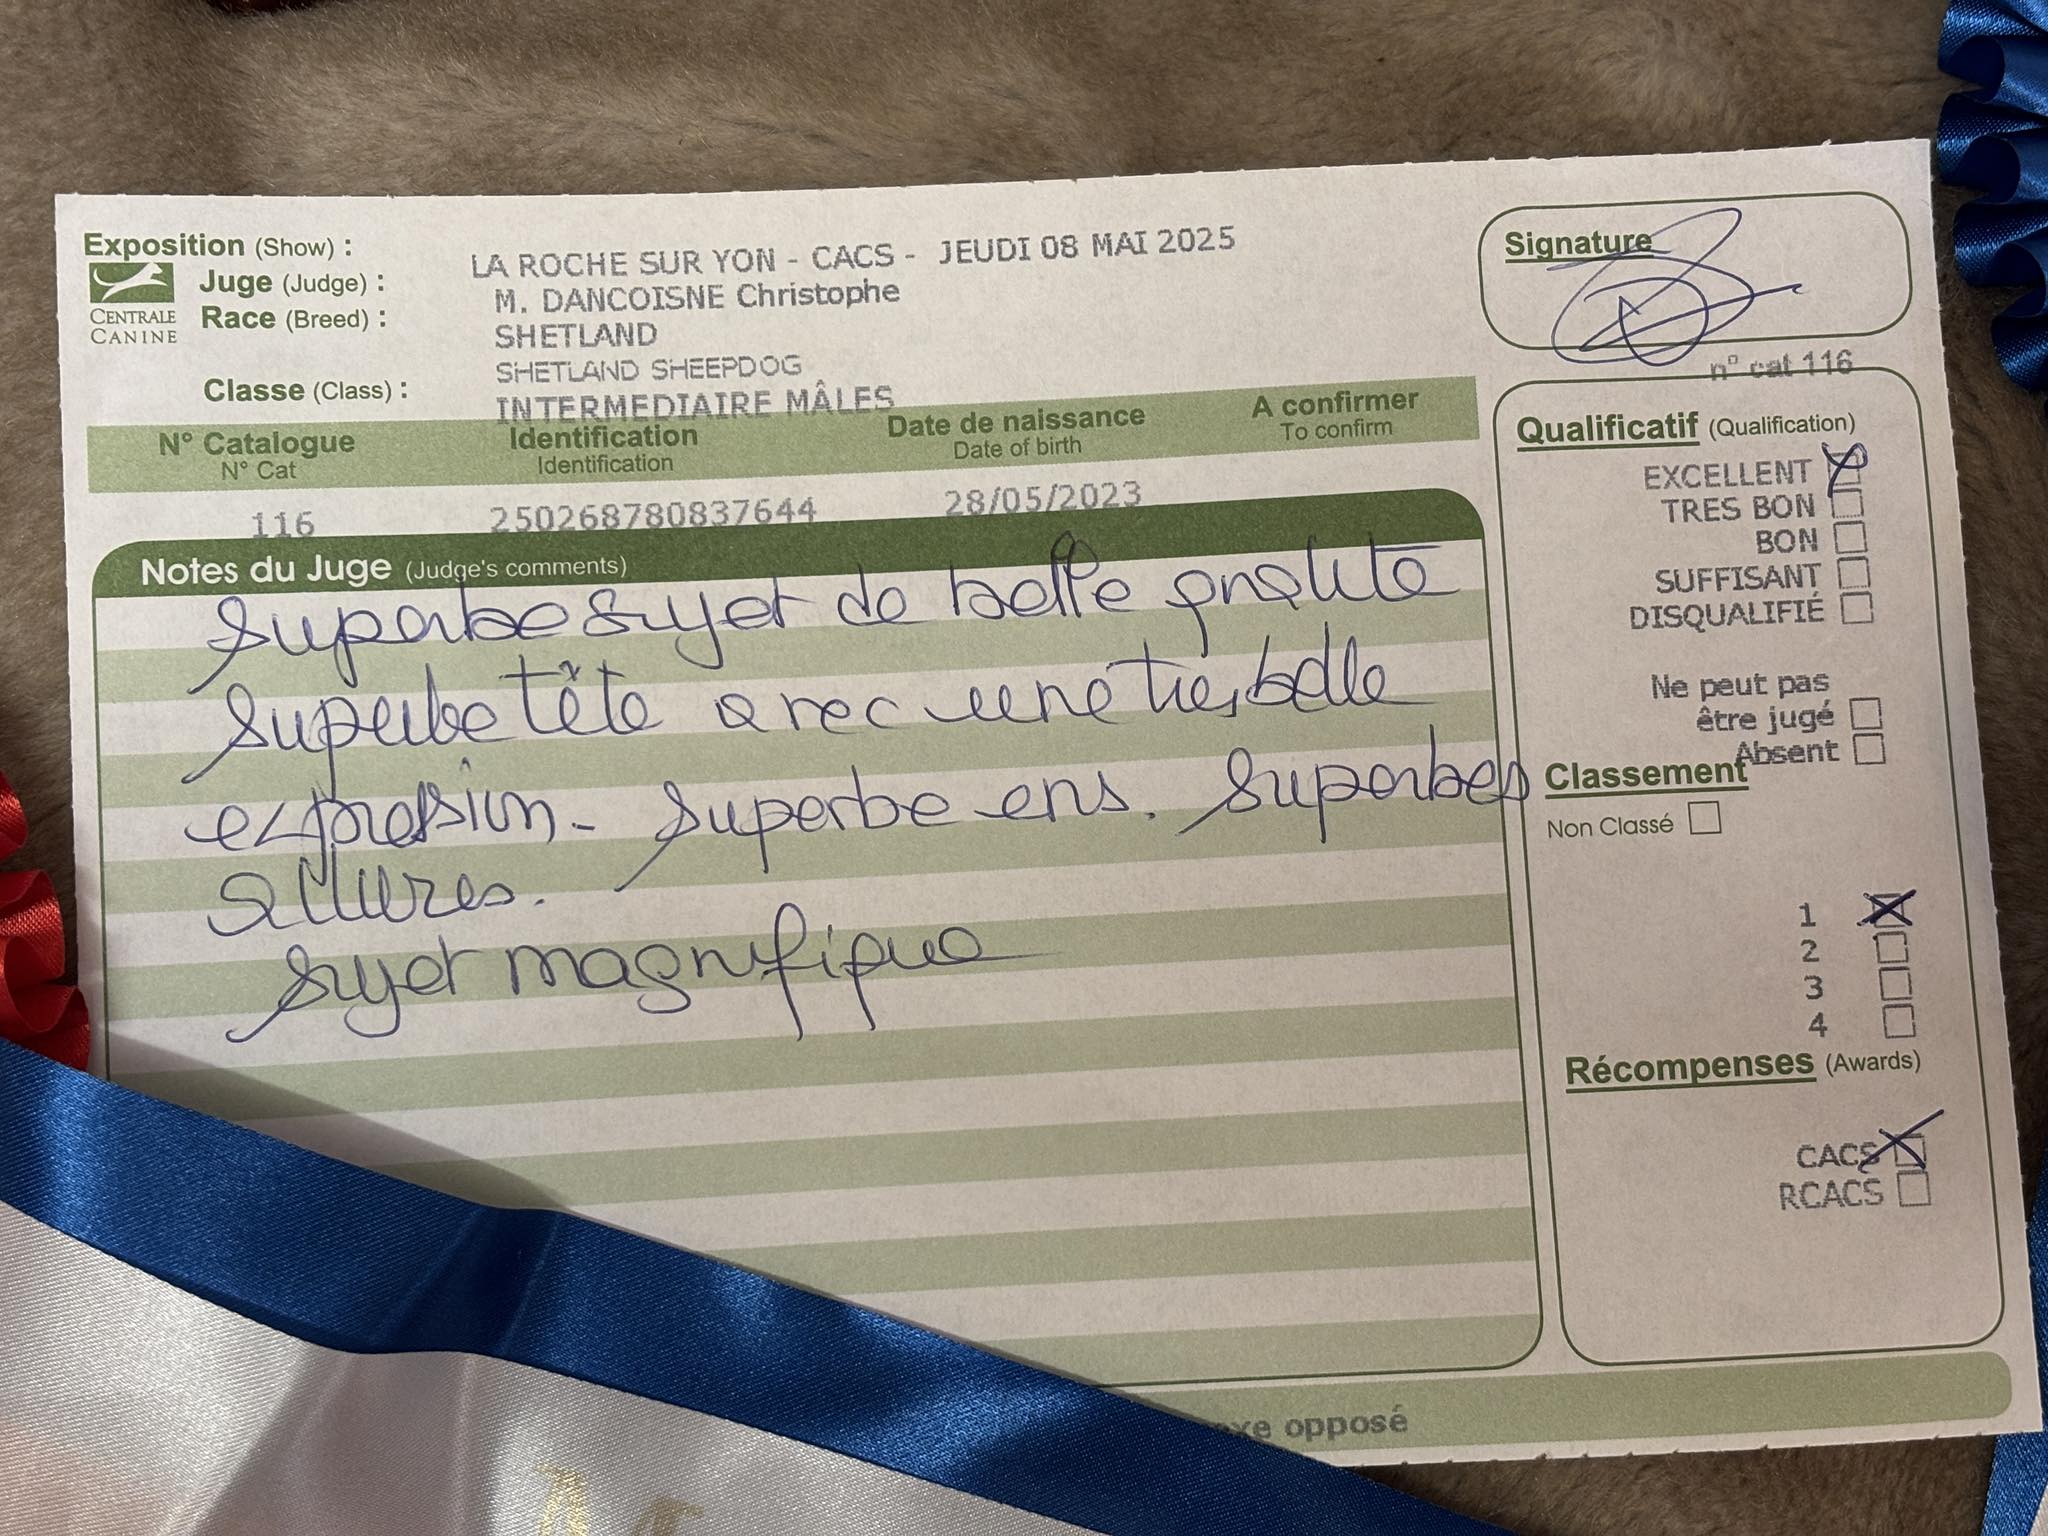 Exposition (Show) : LA ROCHE SUR YON - CACS - JEUDI 08 MAI 2025
CENTRALE CANINE
Juge (Judge) : M. DANCOISNE Christophe
Race (Breed) : SHETLAND
SHETLAND SHEEPDOG
Classe (Class) : INTERMEDIAIRE MÂLES
N° Catalogue Identification Date de naissance A confirmer
N° Cat Identification Date of birth To confirm
116 250268780837644 28/05/2023
Notes du Juge (Judge's comments)
Superbe sujet de belle qualité
Superbe tête avec une très belle
expression - Superbe ens. Superbes
allures.
Sujet magnifique
Signature
n° cat 116
Qualificatif (Qualification)
EXCELLENT
TRES BON
BON
SUFFISANT
DISQUALIFIÉ
Ne peut pas
être jugé
Absent
Classement
Non Classé
1
2
3
4
Récompenses (Awards)
CACS
RCACS
opposé